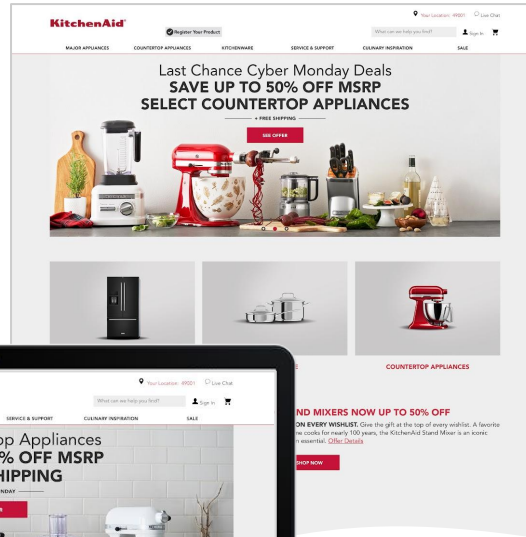 Your Location: 49001 Live Chat
KitchenAid
Register Your Product
What can we help you find?
Sign In
MAJOR APPLIANCES COUNTERTOP APPLIANCES KITCHENWARE SERVICE & SUPPORT CULINARY INSPIRATION SALE
Last Chance Cyber Monday Deals
SAVE UP TO 50% OFF MSRP
SELECT COUNTERTOP APPLIANCES
+ FREE SHIPPING
SEE OFFER
E
COUNTERTOP APPLIANCES
ND MIXERS NOW UP TO 50% OFF
ON EVERY WISHLIST. Give the gift at the top of every wishlist. A favorite
ne cooks for nearly 100 years, the KitchenAid Stand Mixer is an iconic
n essential. Offer Details
SHOP NOW
Your Location: 49001 Live Chat
What can we help you find?
Sign In
SERVICE & SUPPORT CULINARY INSPIRATION SALE
op Appliances
% OFF MSRP
HIPPING
NDAY